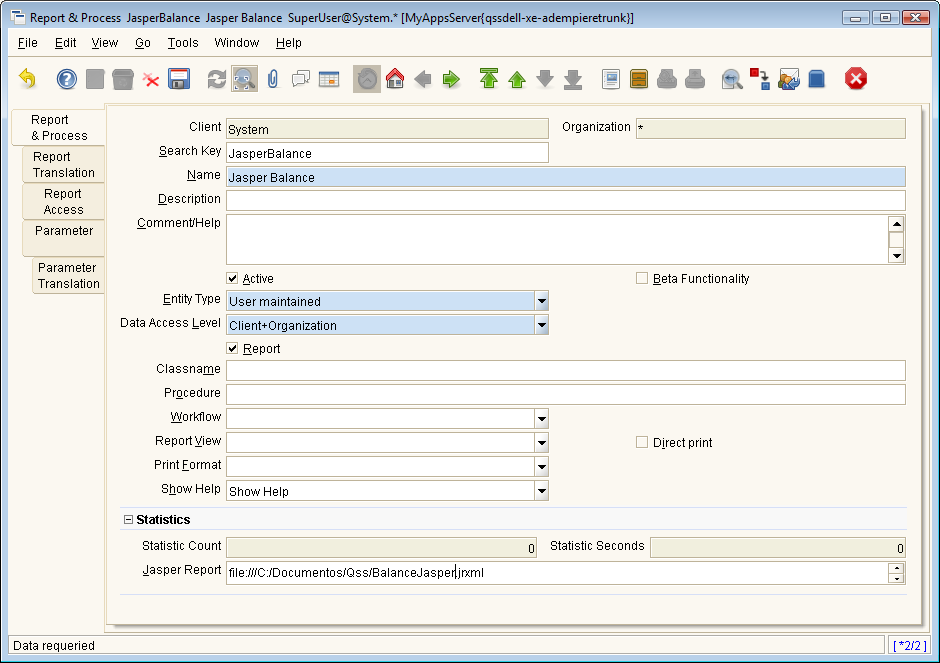 Report & Process  JasperBalance  Jasper Balance  SuperUser@System.* [MyAppsServer{qssdell-xe-adempieretrunk}]
File Edit View Go Tools Window Help
Report
& Process
Report
Translation
Report
Access
Parameter
Parameter
Translation
Client System Organization *
Search Key JasperBalance
Name Jasper Balance
Description
Comment/Help
Active Beta Functionality
Entity Type User maintained
Data Access Level Client+Organization
Report
Classname
Procedure
Workflow
Report View Direct print
Print Format
Show Help Show Help
Statistics
Statistic Count 0 Statistic Seconds 0
Jasper Report file:///C:/Documentos/Qss/BalanceJasper.jrxml
Data requeried [ *2/2 ]